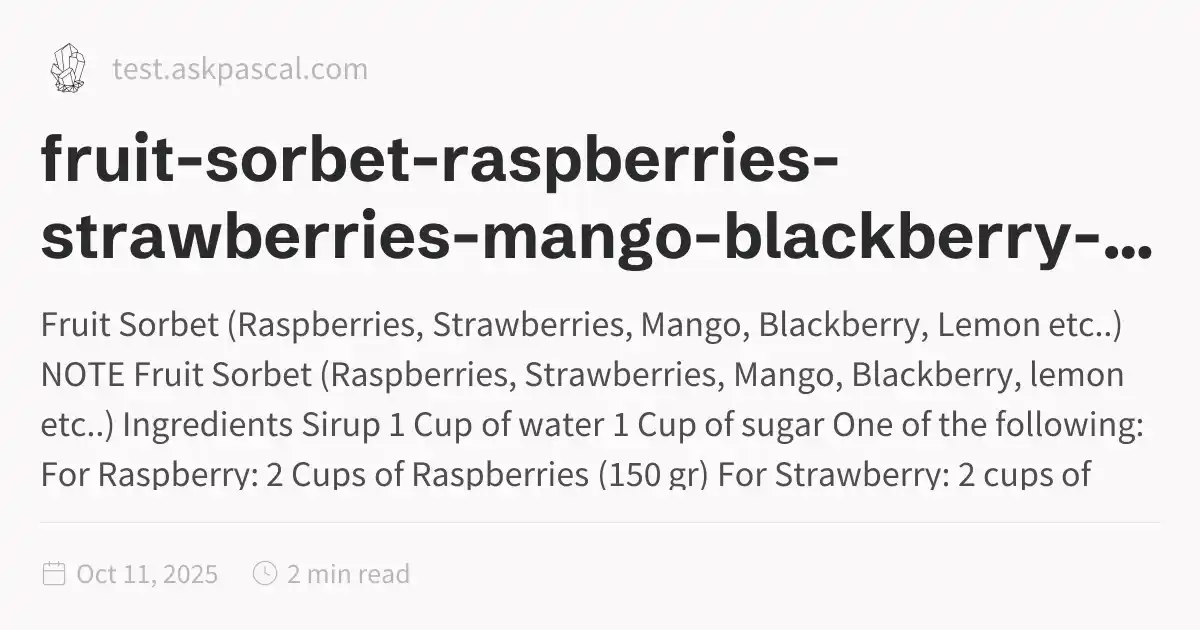 test.askpascal.com
fruit-sorbet-raspberries-
strawberries-mango-blackberry-...
Fruit Sorbet (Raspberries, Strawberries, Mango, Blackberry, Lemon etc..)
NOTE Fruit Sorbet (Raspberries, Strawberries, Mango, Blackberry, lemon
etc..) Ingredients Sirup 1 Cup of water 1 Cup of sugar One of the following:
For Raspberry: 2 Cups of Raspberries (150 gr) For Strawberry: 2 cups of
Oct 11, 2025 2 min read